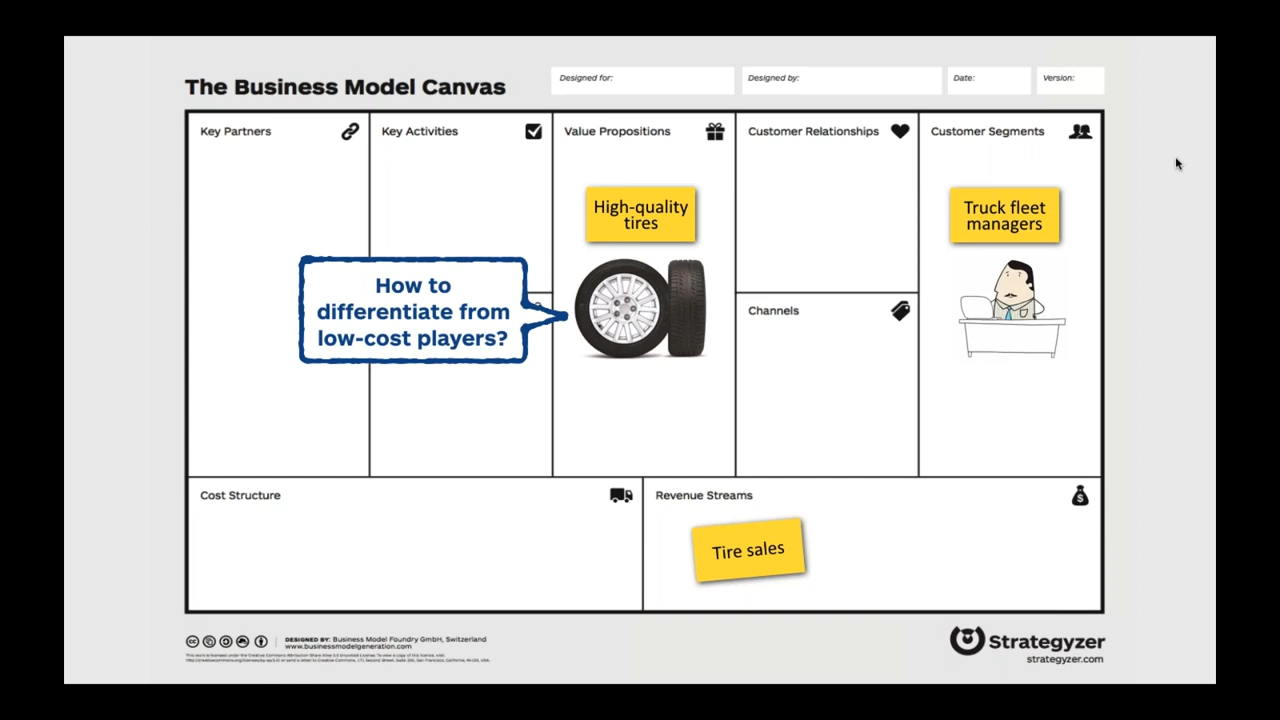 The Business Model Canvas
Designed for:
Designed by:
Date:
Version:
Key Partners
Key Activities
Value Propositions
Customer Relationships
Customer Segments
High-quality
tires
Truck fleet
managers
How to
differentiate from
low-cost players?
Channels
Cost Structure
Revenue Streams
$
Tire sales
DESIGNED BY: Business Model Foundry GmbH, Switzerland
www.businessmodelgeneration.com
Strategyzer
strategyzer.com